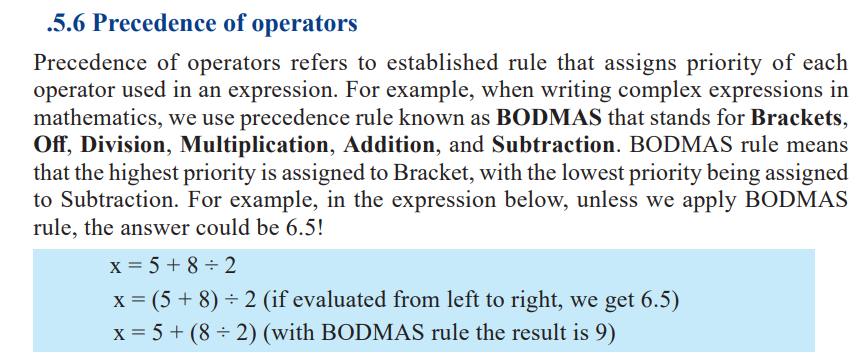 .5.6 Precedence of operators
Precedence of operators refers to established rule that assigns priority of each
operator used in an expression. For example, when writing complex expressions in
mathematics, we use precedence rule known as BODMAS that stands for Brackets,
Off, Division, Multiplication, Addition, and Subtraction. BODMAS rule means
that the highest priority is assigned to Bracket, with the lowest priority being assigned
to Subtraction. For example, in the expression below, unless we apply BODMAS
rule, the answer could be 6.5!
x = 5 + 8 ÷ 2
x = (5 + 8) ÷ 2 (if evaluated from left to right, we get 6.5)
x = 5 + (8 ÷ 2) (with BODMAS rule the result is 9)